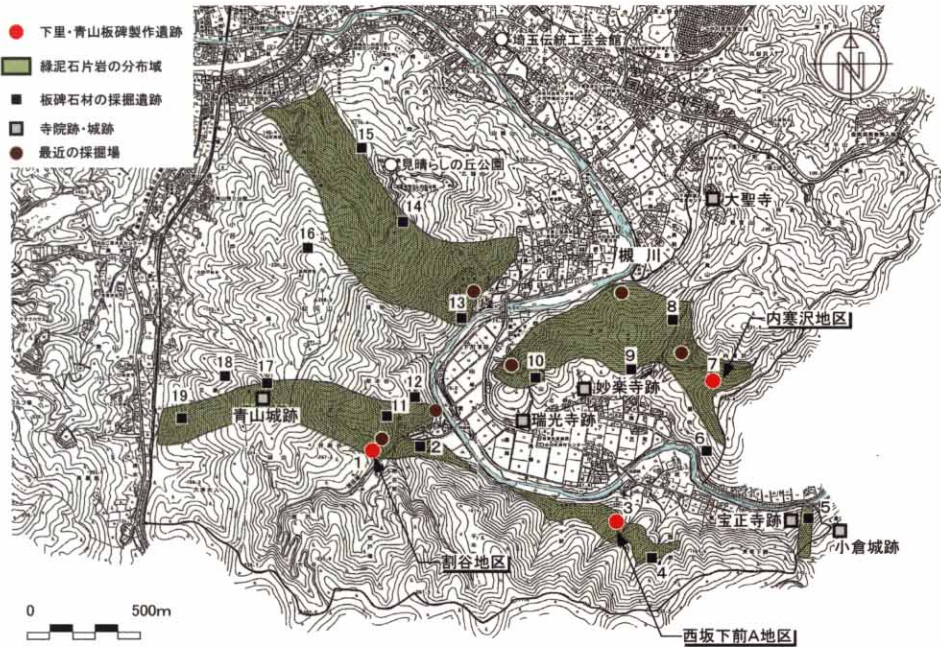 下里・青山板碑製作遺跡
緑泥石片岩の分布域
板碑石材の採掘遺跡
寺院跡・城跡
最近の採掘場
埼玉伝統工芸会館
N
15
見晴らしの丘公園
大聖寺
14
16
槻川
13
8
内寒沢地区
7
9
10
妙楽寺跡
18
17
12
19
青山城跡
11
瑞光寺跡
6
1
2
3
5
宝正寺跡
小倉城跡
4
割谷地区
西坂下前A地区
0 500m